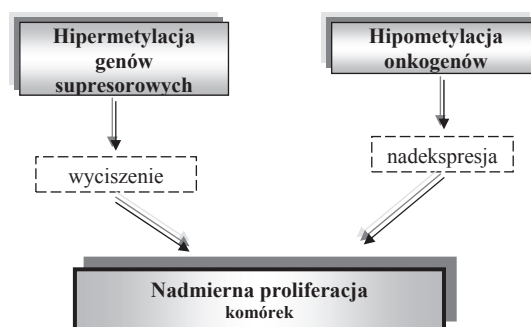 Hipermetylacja
genów
supresorowych
Hipometylacja
onkogenów
wyciszenie
nadekspresja
Nadmierna proliferacja
komórek